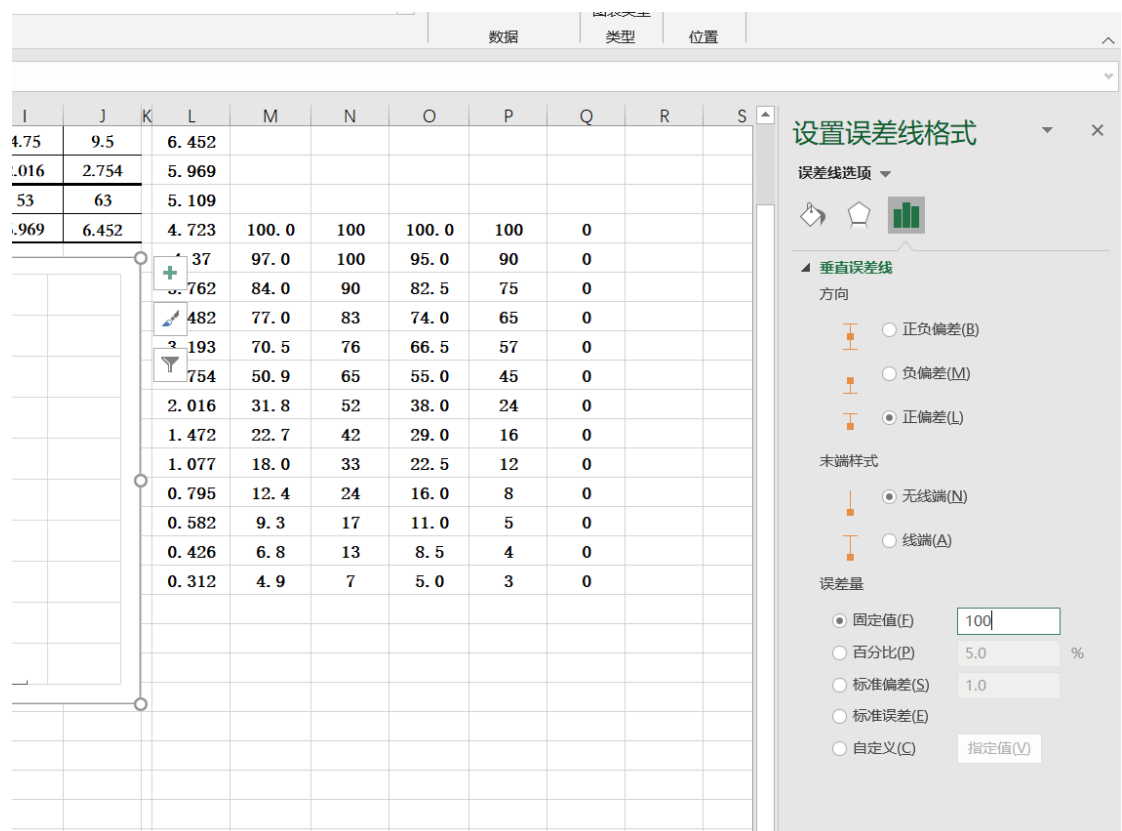 数据 类型 位置
I J K L M N O P Q R S
4.75 9.5 6.452
.016 2.754 5.969
53 63 5.109
.969 6.452 4.723 100.0 100 100.0 100 0
37 97.0 100 95.0 90 0
762 84.0 90 82.5 75 0
482 77.0 83 74.0 65 0
3.193 70.5 76 66.5 57 0
754 50.9 65 55.0 45 0
2.016 31.8 52 38.0 24 0
1.472 22.7 42 29.0 16 0
1.077 18.0 33 22.5 12 0
0.795 12.4 24 16.0 8 0
0.582 9.3 17 11.0 5 0
0.426 6.8 13 8.5 4 0
0.312 4.9 7 5.0 3 0
设置误差线格式
误差线选项
垂直误差线
方向
正负偏差(B)
负偏差(M)
正偏差(L)
末端样式
无线端(N)
线端(A)
误差量
固定值(F) 100
百分比(P) 5.0 %
标准偏差(S) 1.0
标准误差(E)
自定义(C) 指定值(V)